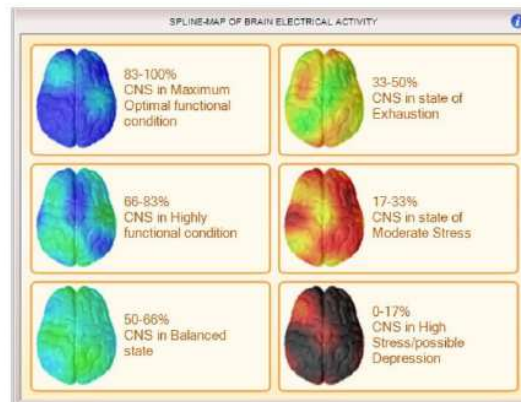 SPLINE-MAP OF BRAIN ELECTRICAL ACTIVITY
i
83-100%
CNS in Maximum
Optimal functional
condition
33-50%
CNS in state of
Exhaustion
66-83%
CNS in Highly
functional condition
17-33%
CNS in state of
Moderate Stress
50-66%
CNS in Balanced
state
0-17%
CNS in High
Stress/possible
Depression